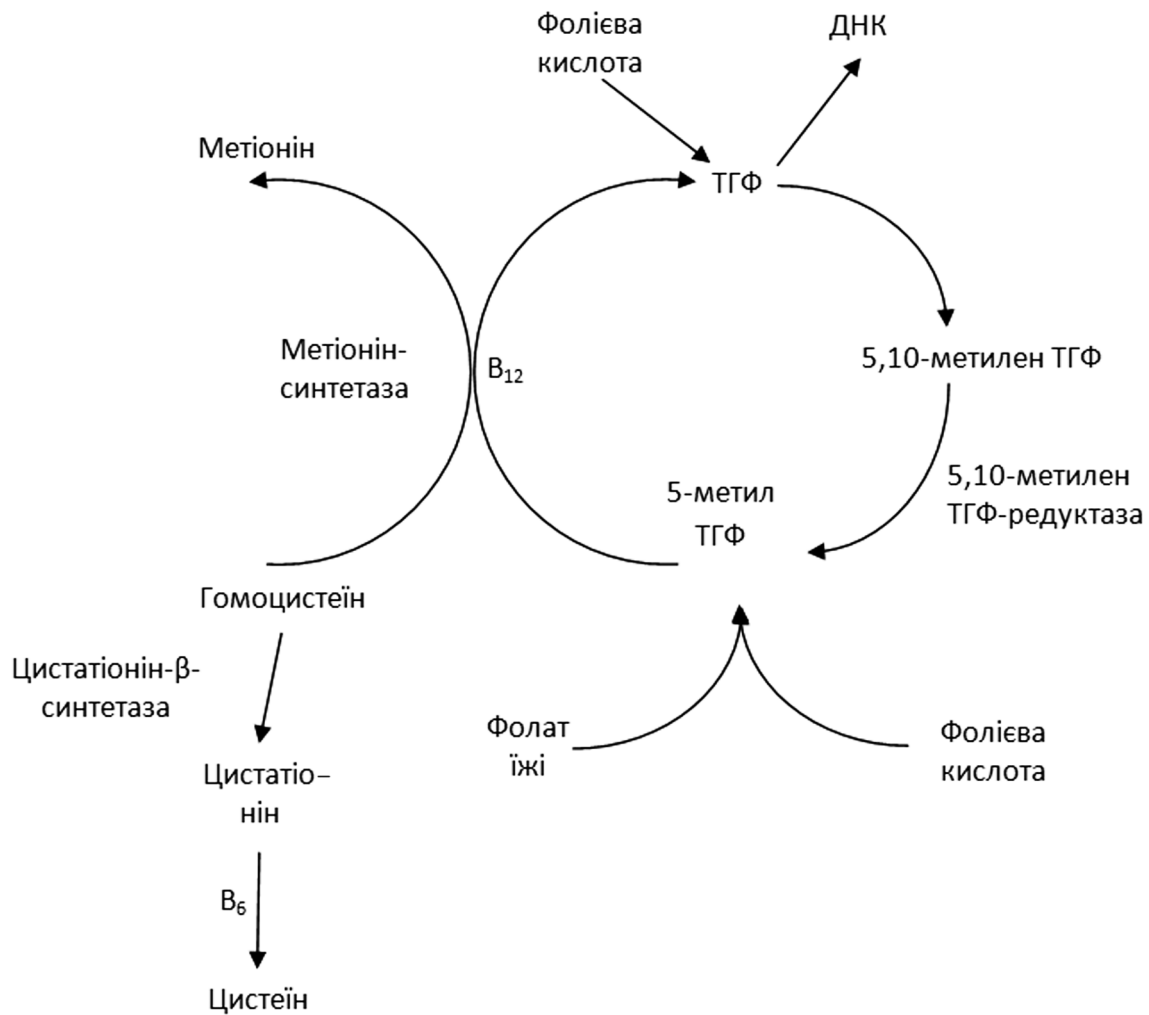 Фолієва
кислота
ДНК
Метіонін
ТГФ
Метіонін-
синтетаза
B12
5,10-метилен ТГФ
5,10-метилен
ТГФ-редуктаза
5-метил
ТГФ
Гомоцистеїн
Цистатіонін-β-
синтетаза
Фолат
їжі
Фолієва
кислота
Цистатіо–
нін
B6
Цистеїн